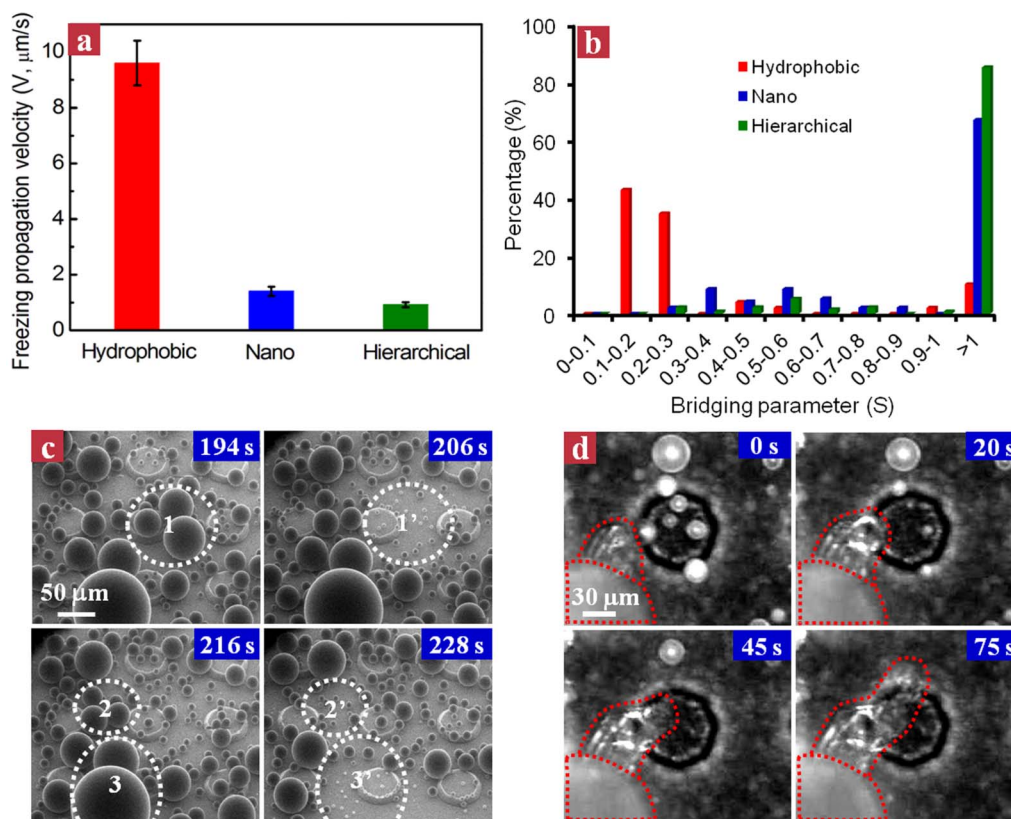 a
Freezing propagation velocity (V, μm/s)
10
8
6
4
2
0
Hydrophobic
Nano
Hierarchical
b
Percentage (%)
100
80
60
40
20
0
Hydrophobic
Nano
Hierarchical
0-0.1
0.1-0.2
0.2-0.3
0.3-0.4
0.4-0.5
0.5-0.6
0.6-0.7
0.7-0.8
0.8-0.9
0.9-1
>1
Bridging parameter (S)
c
194 s
1
50 μm
206 s
1'
216 s
2
3
228 s
2'
3'
d
0 s
30 μm
20 s
45 s
75 s